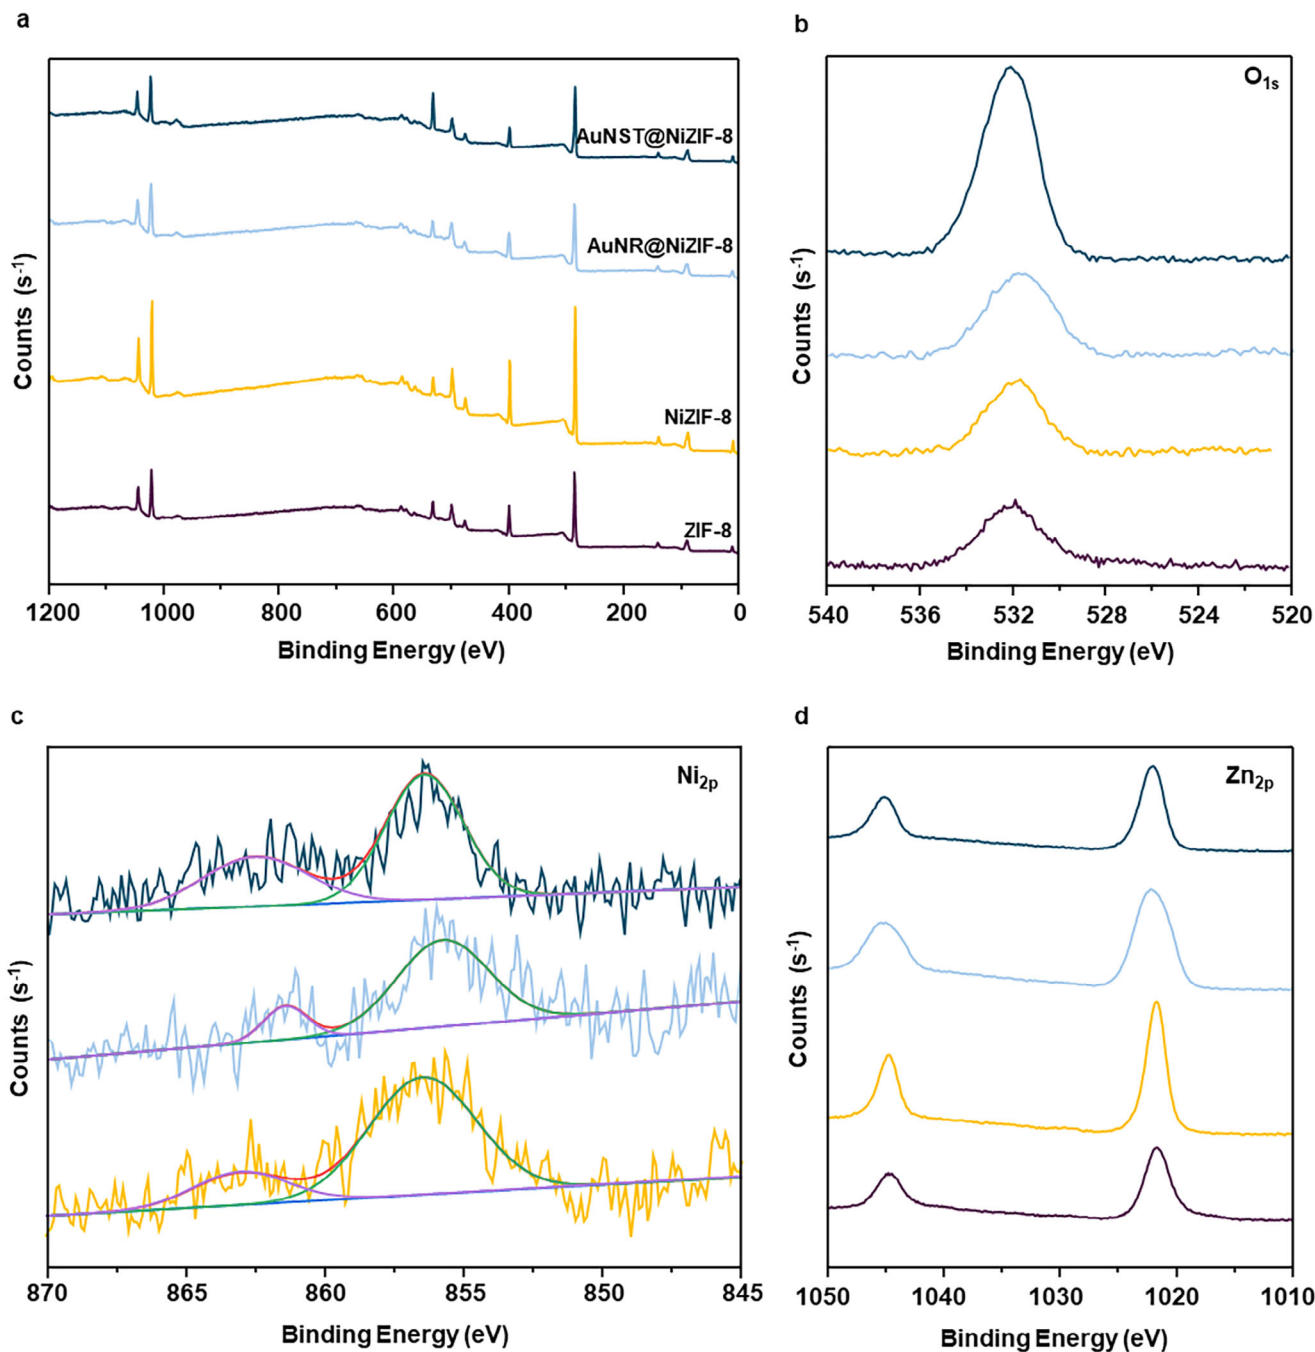 a
AuNST@NiZIF-8
AuNR@NiZIF-8
NiZIF-8
ZIF-8
Counts (s⁻¹)
1200 1000 800 600 400 200 0
Binding Energy (eV)
b
O₁ₛ
Counts (s⁻¹)
540 536 532 528 524 520
Binding Energy (eV)
c
Ni₂ₚ
Counts (s⁻¹)
870 865 860 855 850 845
Binding Energy (eV)
d
Zn₂ₚ
Counts (s⁻¹)
1050 1040 1030 1020 1010
Binding Energy (eV)